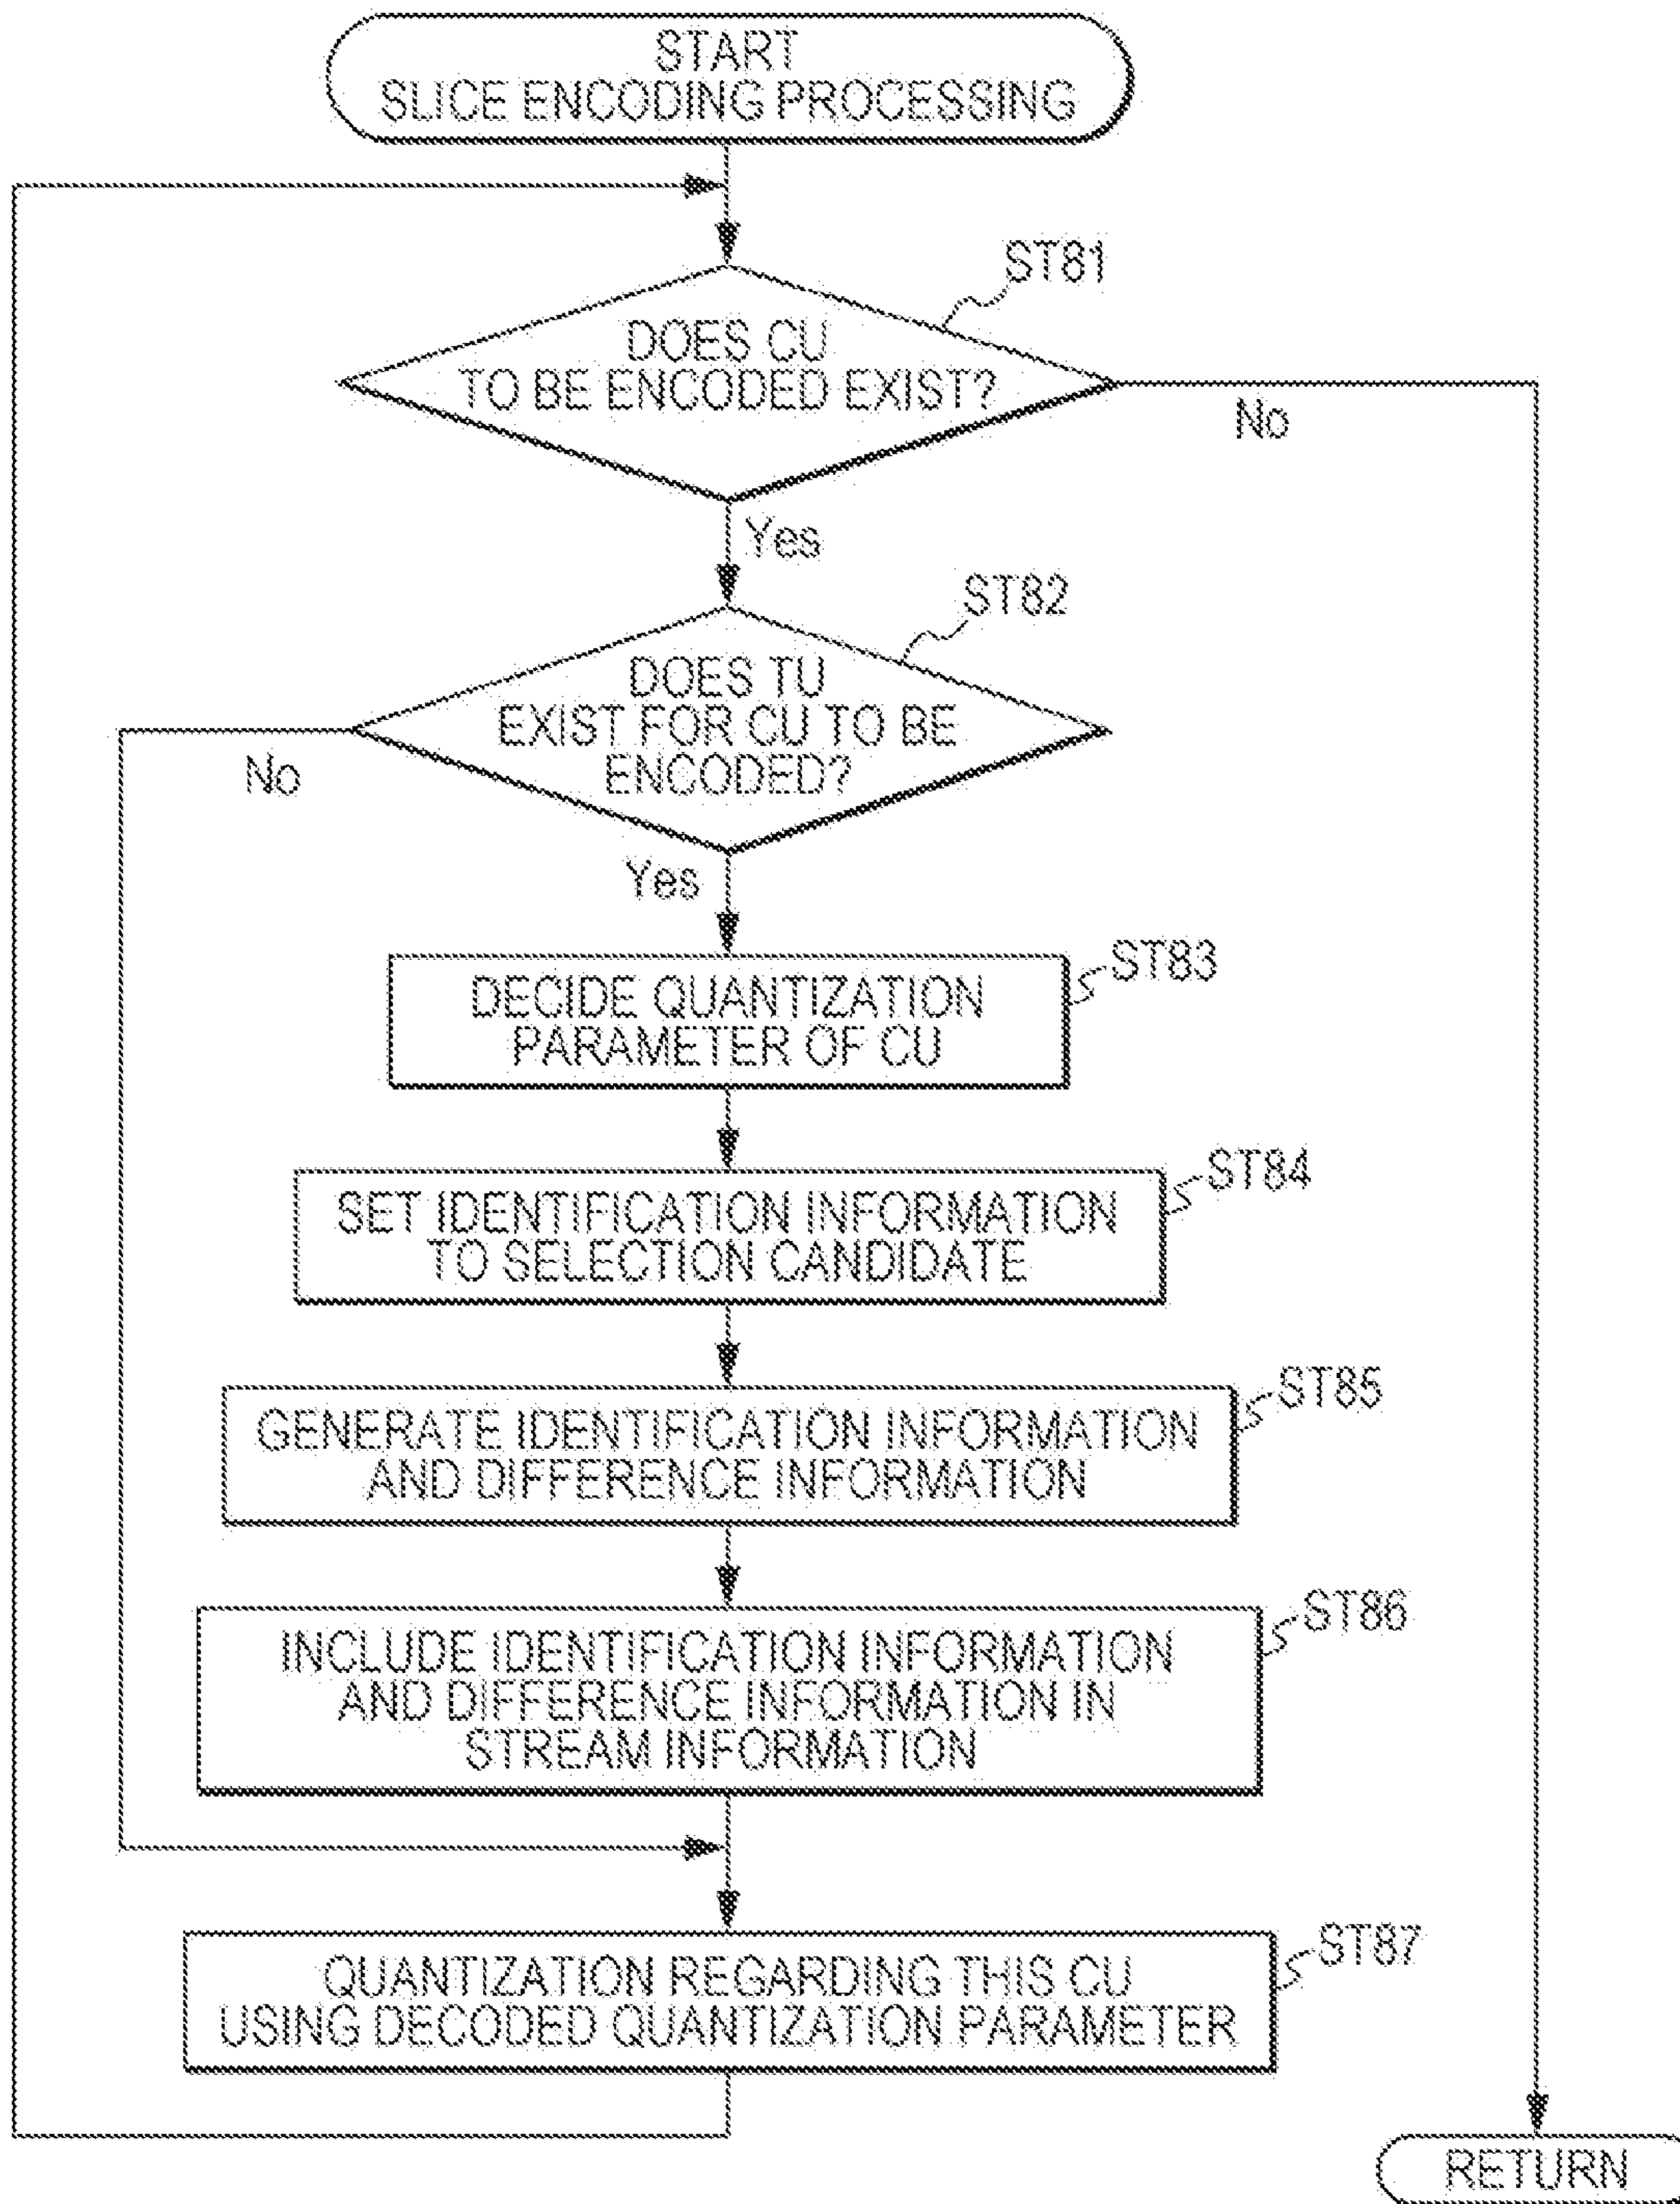 START
SLICE ENCODING PROCESSING
ST81
DOES CU
TO BE ENCODED EXIST?
No
Yes
ST82
DOES TU
EXIST FOR CU TO BE
ENCODED?
No
Yes
ST83
DECIDE QUANTIZATION
PARAMETER OF CU
ST84
SET IDENTIFICATION INFORMATION
TO SELECTION CANDIDATE
ST85
GENERATE IDENTIFICATION INFORMATION
AND DIFFERENCE INFORMATION
ST86
INCLUDE IDENTIFICATION INFORMATION
AND DIFFERENCE INFORMATION IN
STREAM INFORMATION
ST87
QUANTIZATION REGARDING THIS CU
USING DECODED QUANTIZATION PARAMETER
RETURN